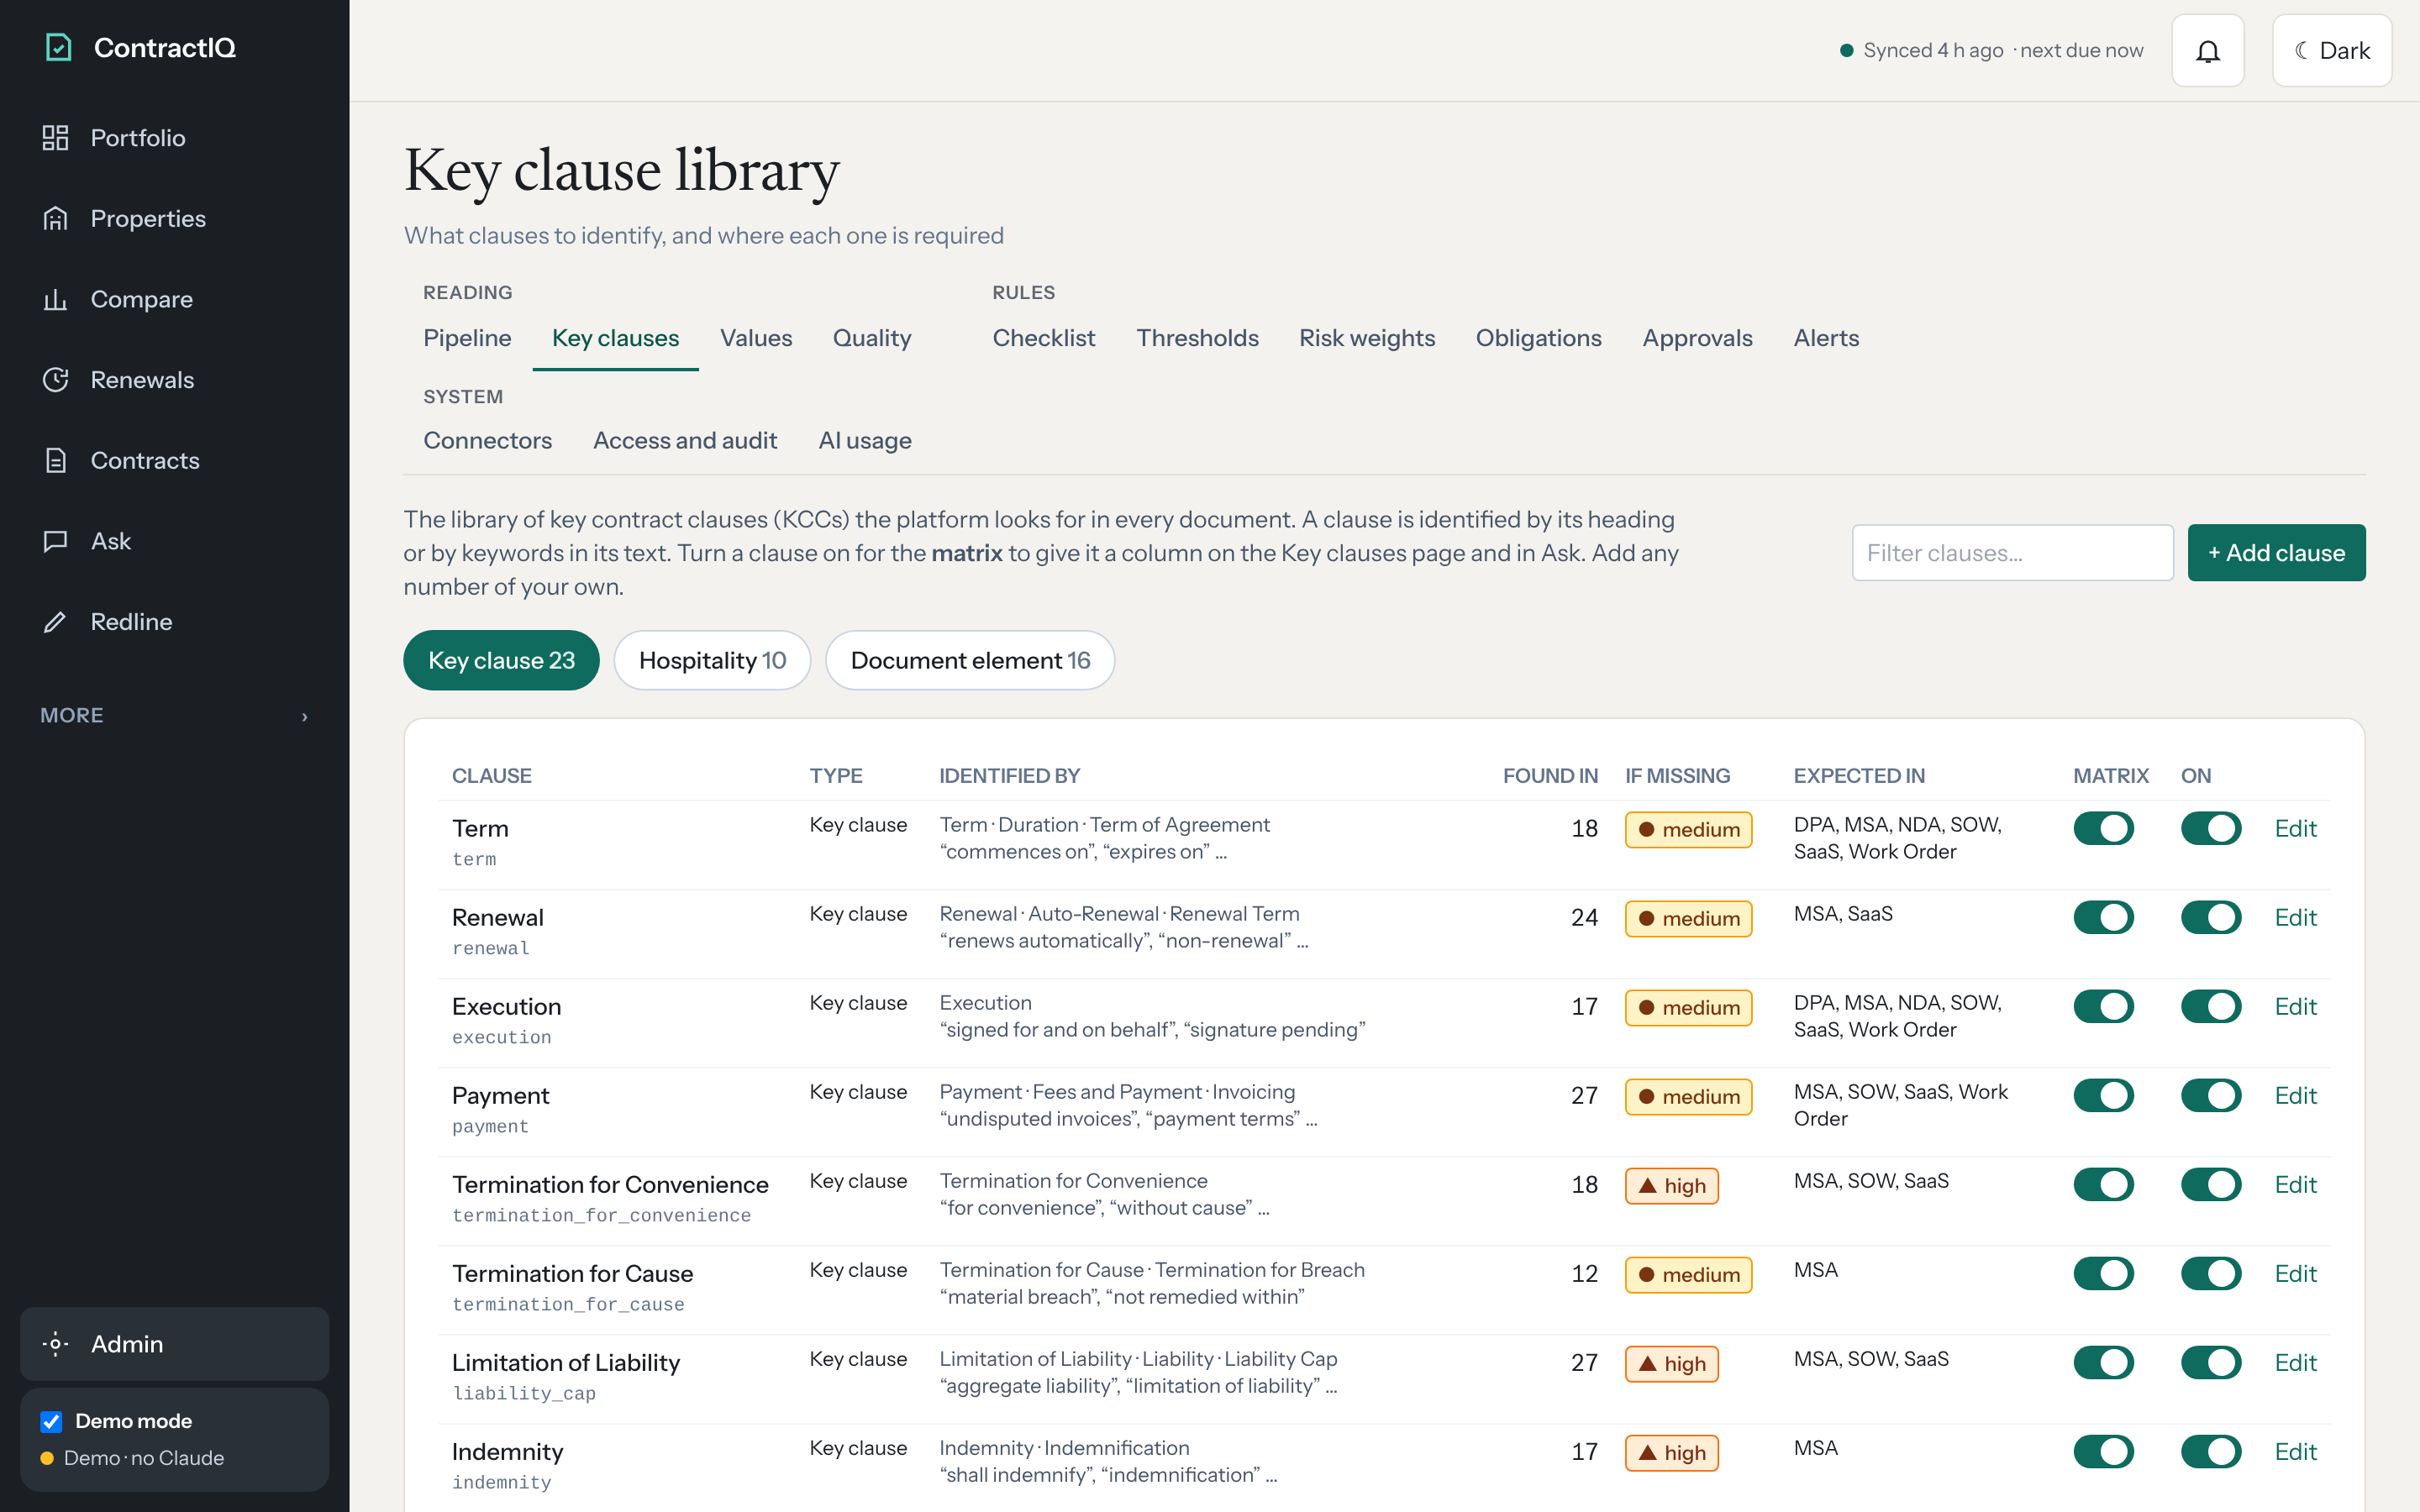 ContractIQ
Portfolio
Properties
Compare
Renewals
Contracts
Ask
Redline
MORE ›
Admin
Demo mode
Demo · no Claude
Synced 4 h ago · next due now
☾ Dark
Key clause library
What clauses to identify, and where each one is required
READING RULES
Pipeline Key clauses Values Quality Checklist Thresholds Risk weights Obligations Approvals Alerts
SYSTEM
Connectors Access and audit AI usage
The library of key contract clauses (KCCs) the platform looks for in every document. A clause is identified by its heading
or by keywords in its text. Turn a clause on for the matrix to give it a column on the Key clauses page and in Ask. Add any
number of your own.
Filter clauses...
+ Add clause
Key clause 23 Hospitality 10 Document element 16
CLAUSE TYPE IDENTIFIED BY FOUND IN IF MISSING EXPECTED IN MATRIX ON
Term Key clause Term · Duration · Term of Agreement 18 medium DPA, MSA, NDA, SOW, Edit
term “commences on”, “expires on” ... SaaS, Work Order
Renewal Key clause Renewal · Auto-Renewal · Renewal Term 24 medium MSA, SaaS Edit
renewal “renews automatically”, “non-renewal” ...
Execution Key clause Execution 17 medium DPA, MSA, NDA, SOW, Edit
execution “signed for and on behalf”, “signature pending” SaaS, Work Order
Payment Key clause Payment · Fees and Payment · Invoicing 27 medium MSA, SOW, SaaS, Work Edit
payment “undisputed invoices”, “payment terms” ... Order
Termination for Convenience Key clause Termination for Convenience 18 high MSA, SOW, SaaS Edit
termination_for_convenience “for convenience”, “without cause” ...
Termination for Cause Key clause Termination for Cause · Termination for Breach 12 medium MSA Edit
termination_for_cause “material breach”, “not remedied within”
Limitation of Liability Key clause Limitation of Liability · Liability · Liability Cap 27 high MSA, SOW, SaaS Edit
liability_cap “aggregate liability”, “limitation of liability” ...
Indemnity Key clause Indemnity · Indemnification 17 high MSA Edit
indemnity “shall indemnify”, “indemnification” ...